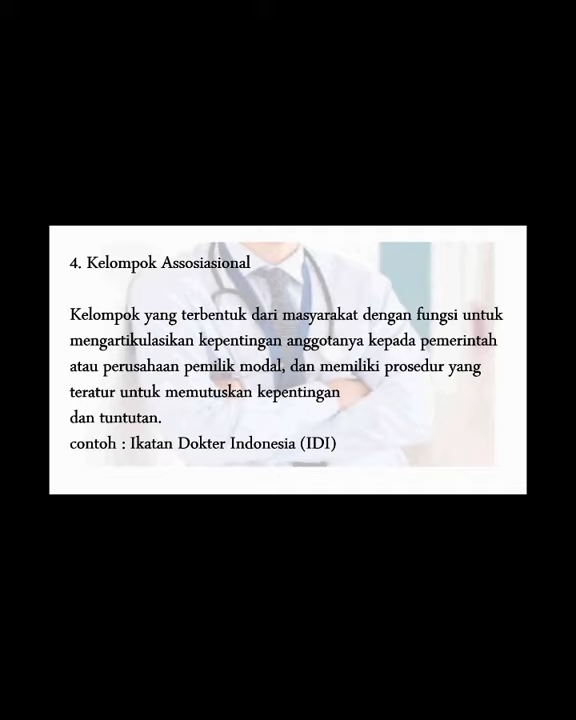 4. Kelompok Assosiasional
Kelompok yang terbentuk dari masyarakat dengan fungsi untuk
mengartikulasikan kepentingan anggotanya kepada pemerintah
atau perusahaan pemilik modal, dan memiliki prosedur yang
teratur untuk memutuskan kepentingan
dan tuntutan.
contoh : Ikatan Dokter Indonesia (IDI)